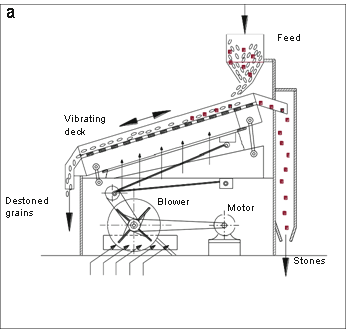 a
Feed
Vibrating
deck
Destoned
grains
Blower
Motor
Stones